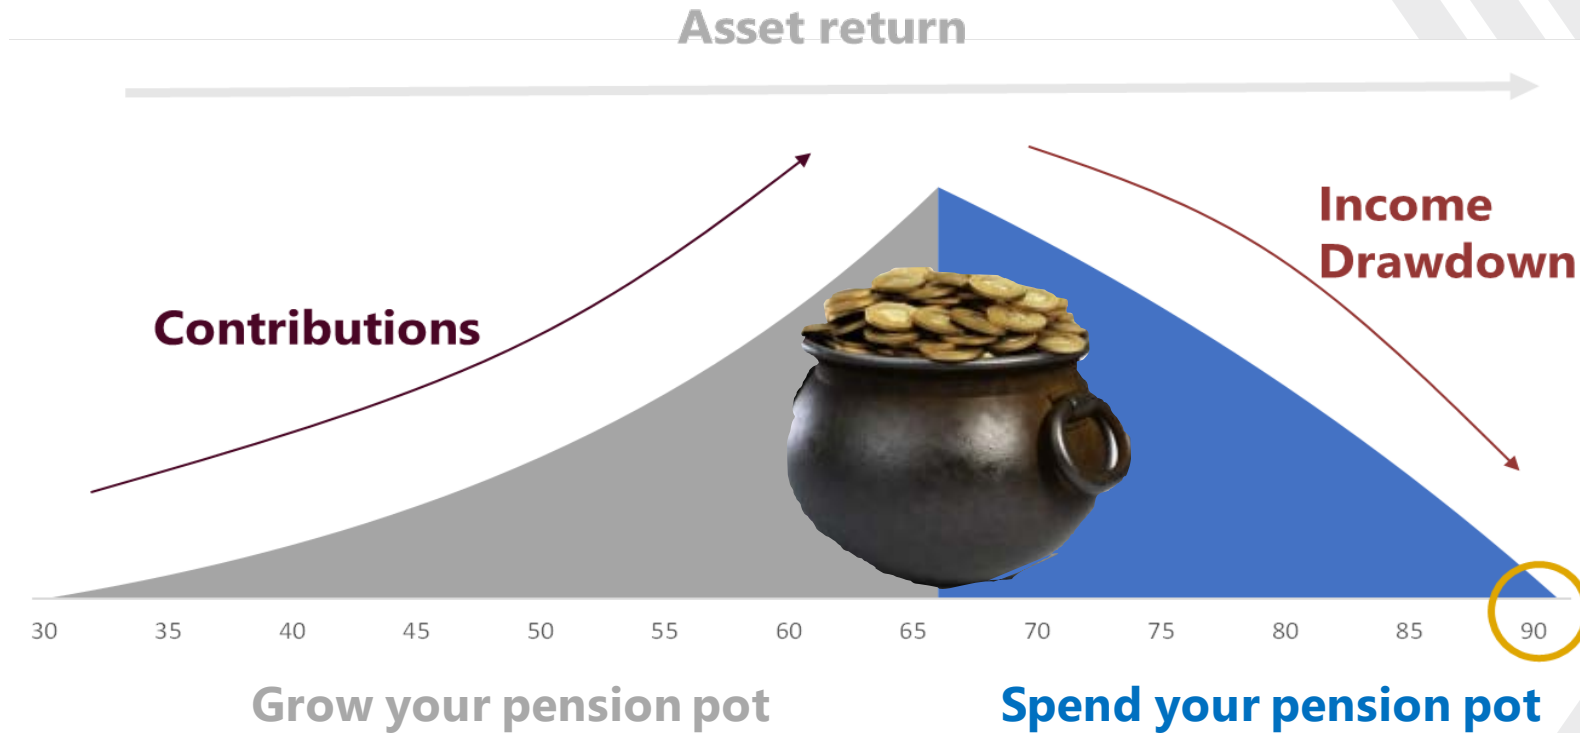 Asset return
Income
Drawdown
Contributions
30 35 40 45 50 55 60 65 70 75 80 85 90
Grow your pension pot
Spend your pension pot